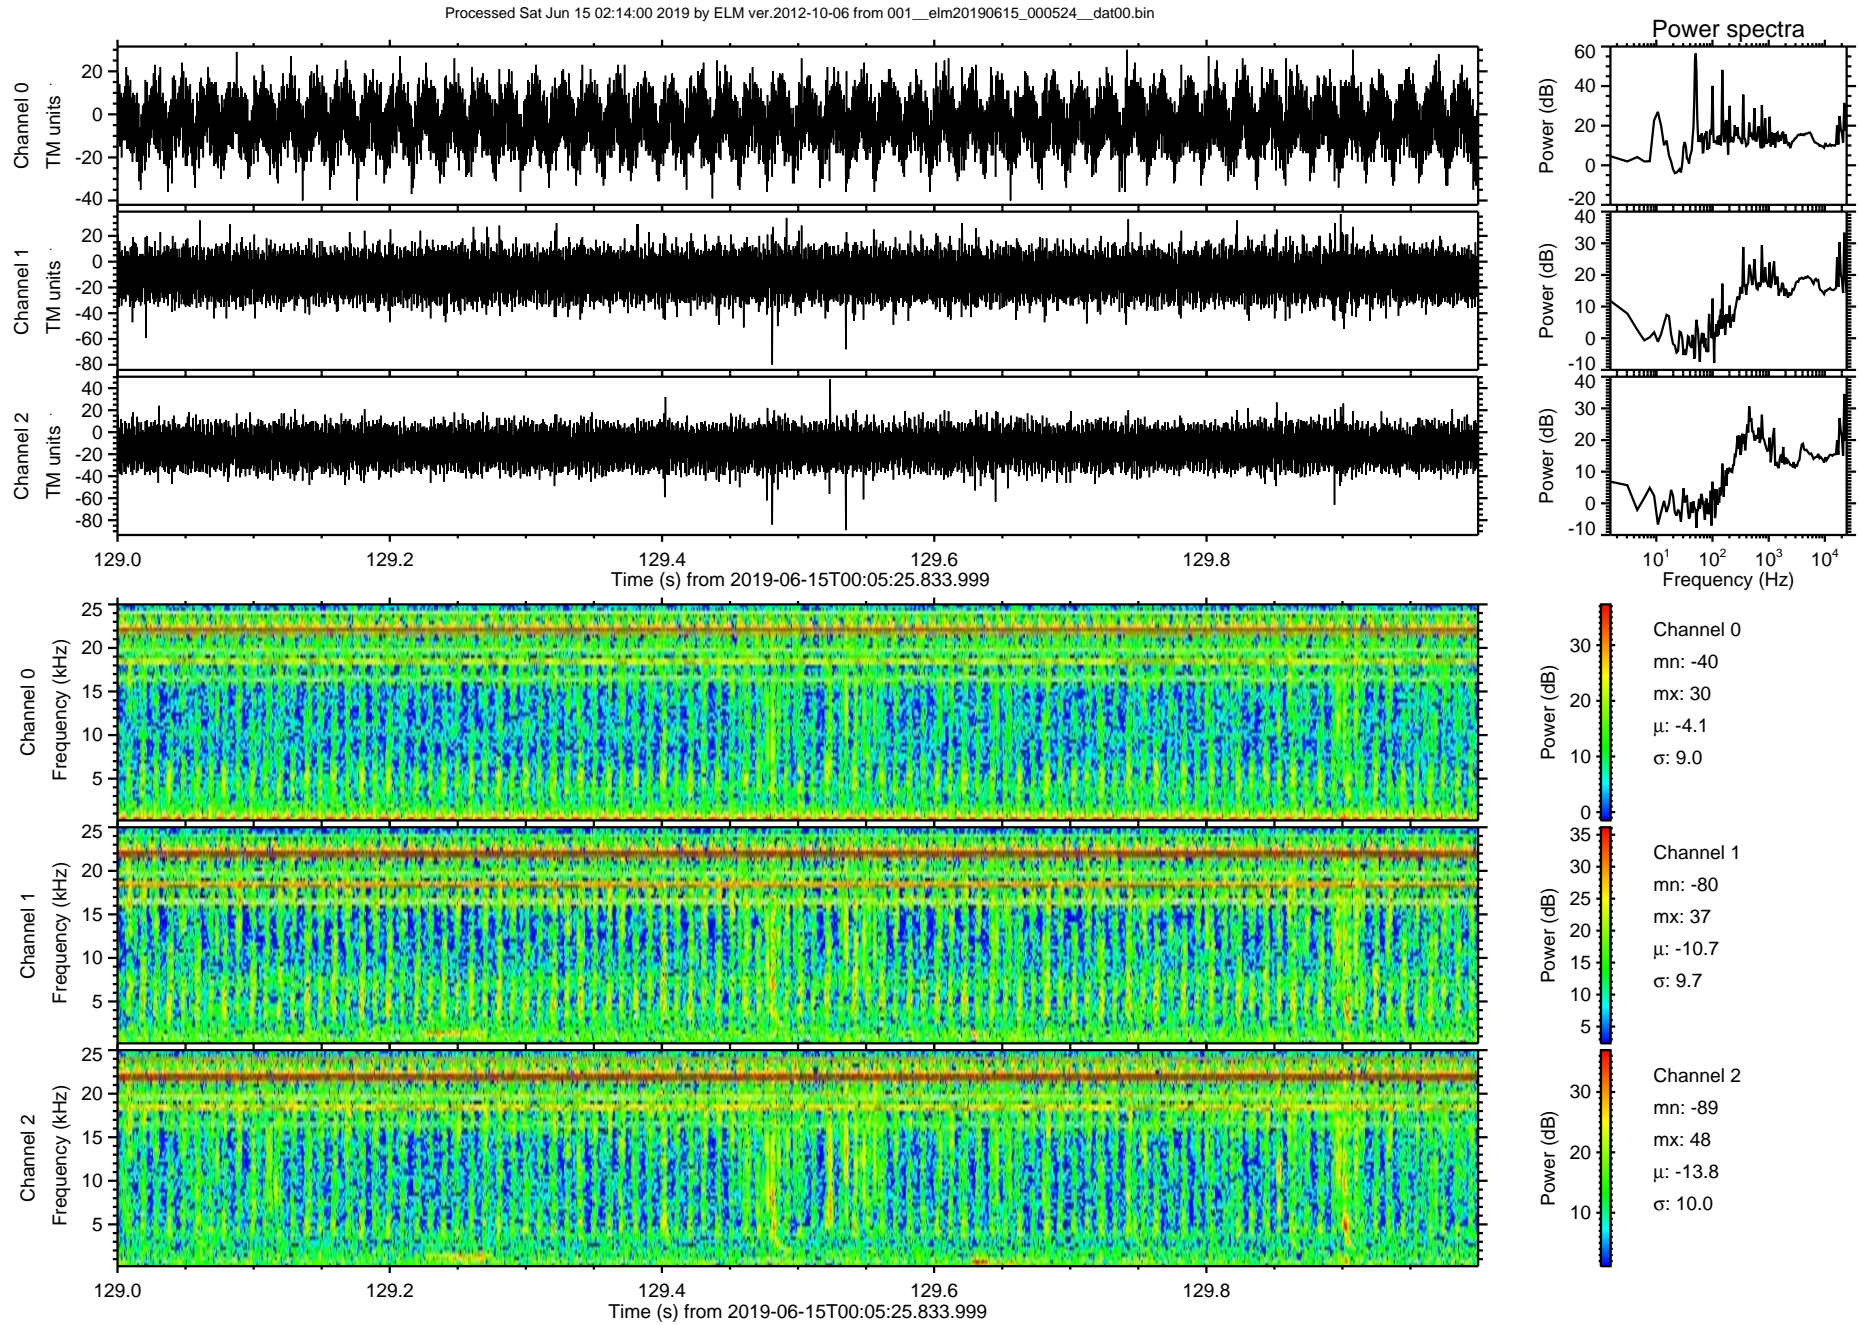 Processed Sat Jun 15 02:14:00 2019 by ELM ver.2012-10-06 from 001__elm20190615_000524__dat00.bin
Power spectra
Channel 0
TM units
20
0
-20
-40
Power (dB)
60
40
20
0
-20
Channel 1
TM units
20
0
-20
-40
-60
-80
Power (dB)
40
30
20
10
0
-10
Channel 2
TM units
40
20
0
-20
-40
-60
-80
Power (dB)
40
30
20
10
0
-10
129.0 129.2 129.4 129.6 129.8
Time (s) from 2019-06-15T00:05:25.833.999
10¹ 10² 10³ 10⁴
Frequency (Hz)
Channel 0
Frequency (kHz)
25
20
15
10
5
Power (dB)
30
20
10
0
Channel 0
mn: -40
mx: 30
µ: -4.1
σ: 9.0
Channel 1
Frequency (kHz)
25
20
15
10
5
Power (dB)
35
30
25
20
15
10
5
Channel 1
mn: -80
mx: 37
µ: -10.7
σ: 9.7
Channel 2
Frequency (kHz)
25
20
15
10
5
Power (dB)
30
20
10
Channel 2
mn: -89
mx: 48
µ: -13.8
σ: 10.0
129.0 129.2 129.4 129.6 129.8
Time (s) from 2019-06-15T00:05:25.833.999